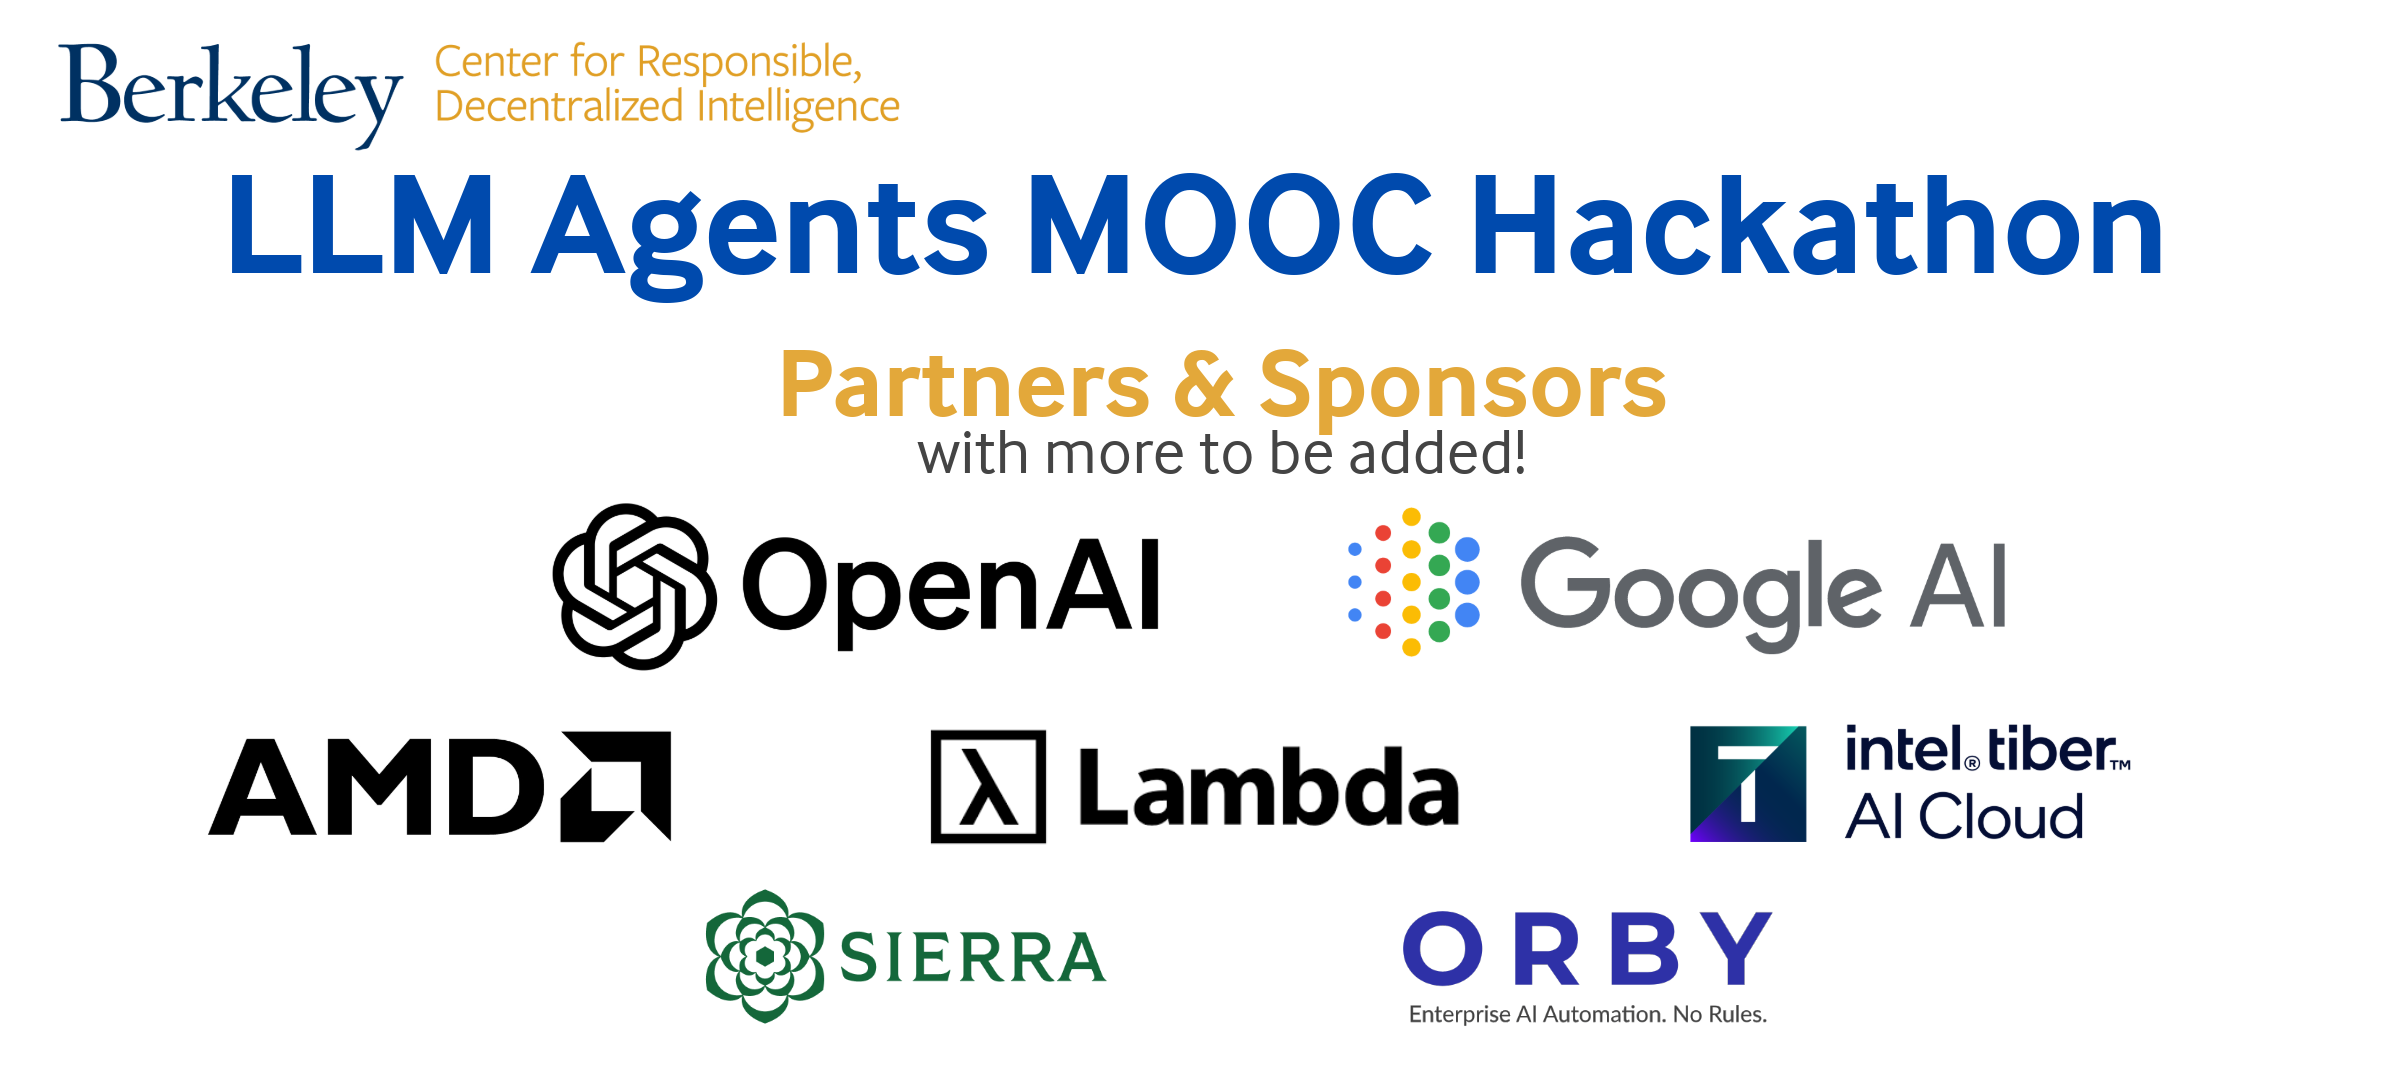 Berkeley
Center for Responsible,
Decentralized Intelligence
LLM Agents MOOC Hackathon
Partners & Sponsors
with more to be added!
OpenAI
Google AI
AMD
Lambda
intel® tiber™
AI Cloud
SIERRA
ORBY
Enterprise AI Automation. No Rules.